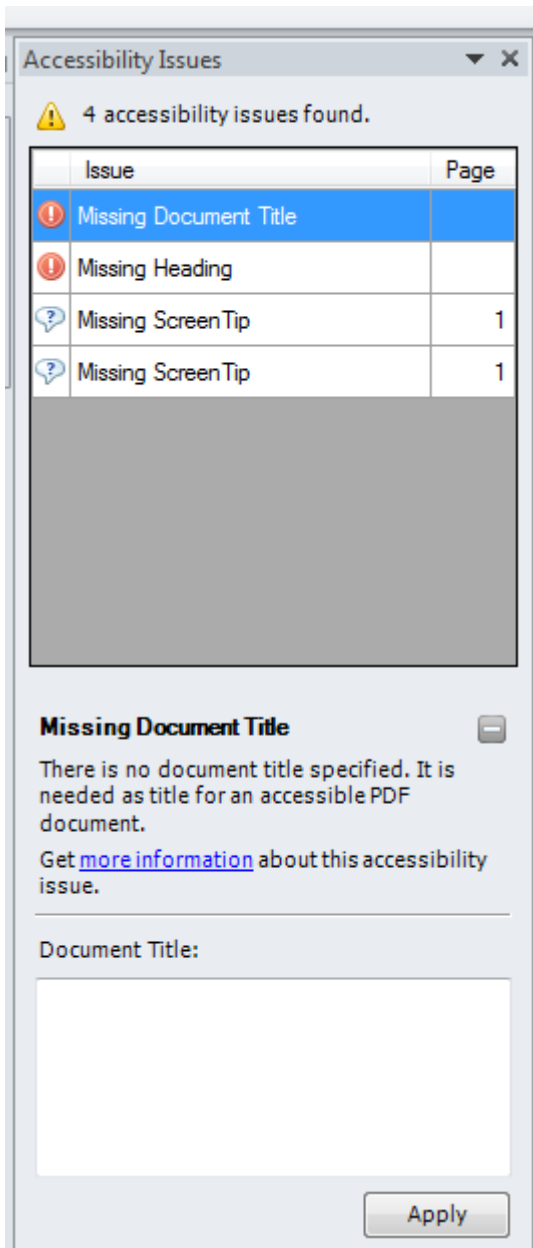 Accessibility Issues
4 accessibility issues found.
Issue Page
Missing Document Title
Missing Heading
Missing ScreenTip 1
Missing ScreenTip 1
Missing Document Title
There is no document title specified. It is
needed as title for an accessible PDF
document.
Get more information about this accessibility
issue.
Document Title:
Apply